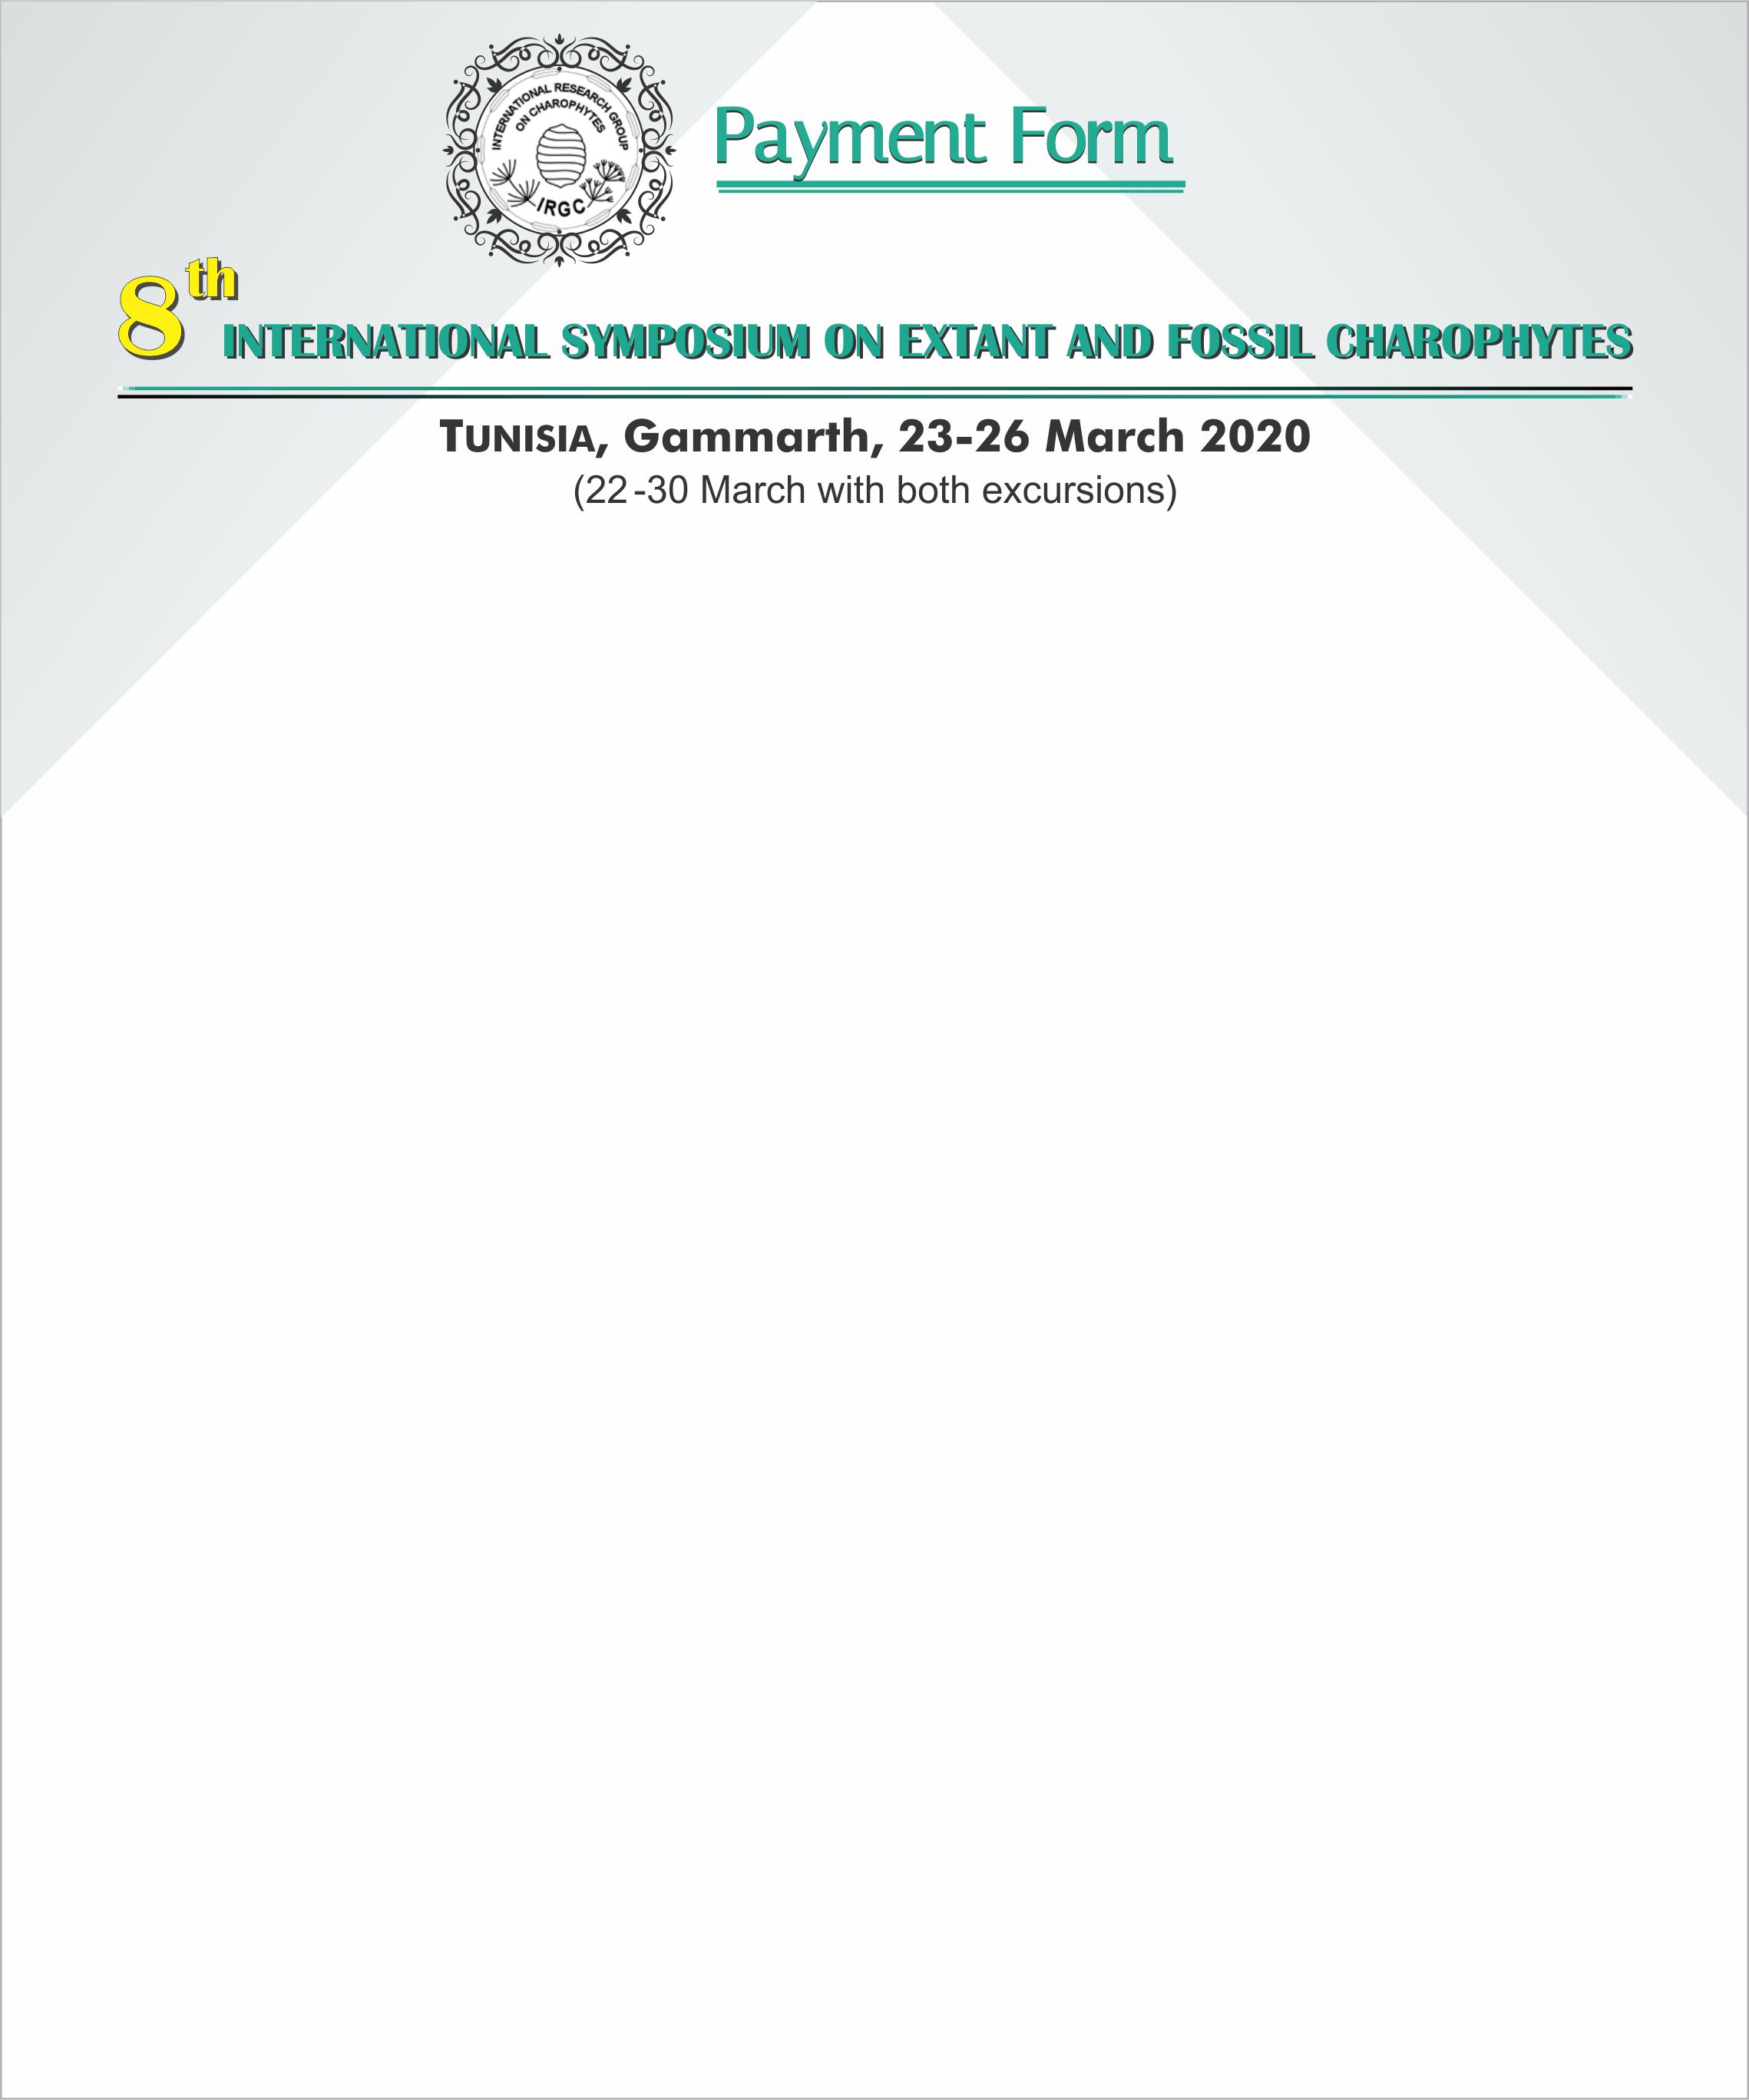 INTERNATIONAL RESEARCH GROUP
ON CHAROPHYTES
IRGC
Payment Form
8th INTERNATIONAL SYMPOSIUM ON EXTANT AND FOSSIL CHAROPHYTES
TUNISIA, Gammarth, 23-26 March 2020
(22-30 March with both excursions)